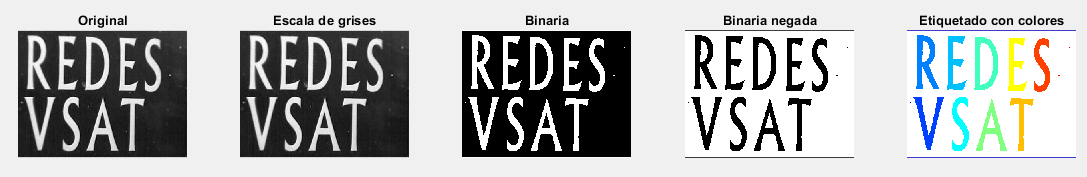 Original
Escala de grises
Binaria
Binaria negada
Etiquetado con colores
REDES
VSAT
REDES
VSAT
REDES
VSAT
REDES
VSAT
REDES
VSAT